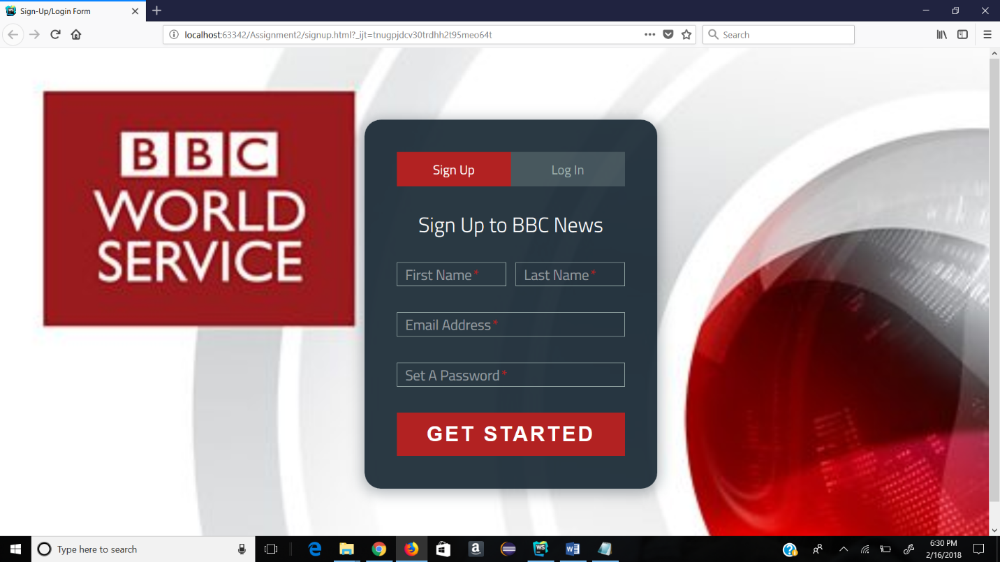 Sign-Up/Login Form
localhost:63342/Assignment2/signup.html?_ijt=tnugpjdcv30trdhh2t95meo64t
Search
BBC
WORLD
SERVICE
Sign Up Log In
Sign Up to BBC News
First Name* Last Name*
Email Address*
Set A Password*
GET STARTED
Type here to search
WS
6:30 PM
2/16/2018